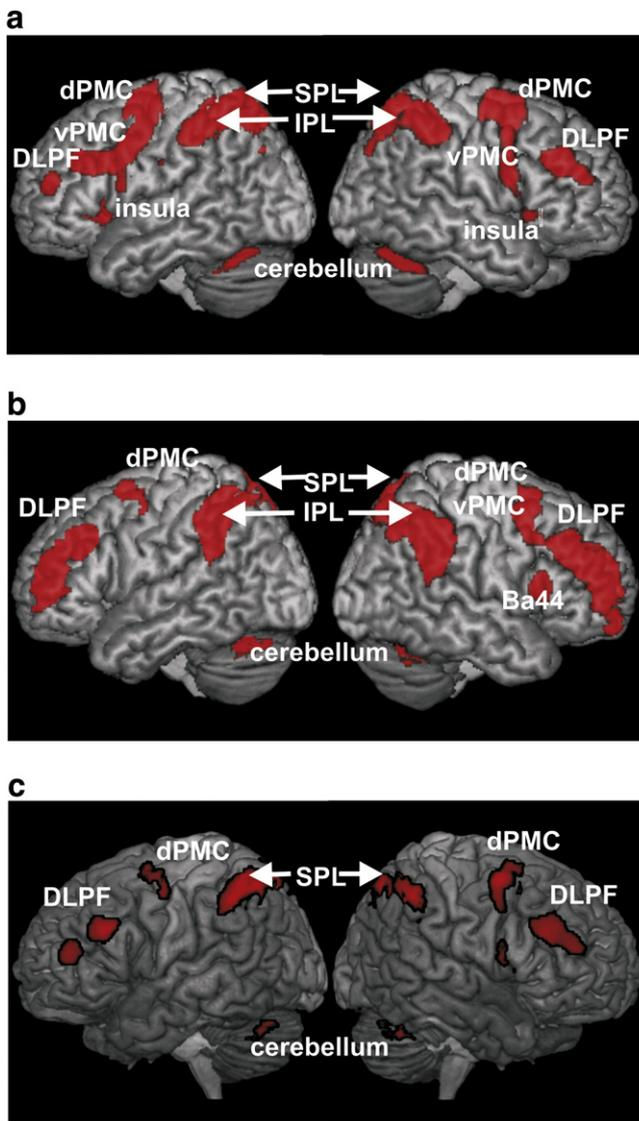 a
dPMC SPL dPMC
vPMC IPL DLPF
DLPF vPMC
insula insula
cerebellum
b
dPMC SPL dPMC
DLPF IPL vPMC DLPF
Ba44
cerebellum
c
dPMC SPL dPMC
DLPF DLPF
cerebellum